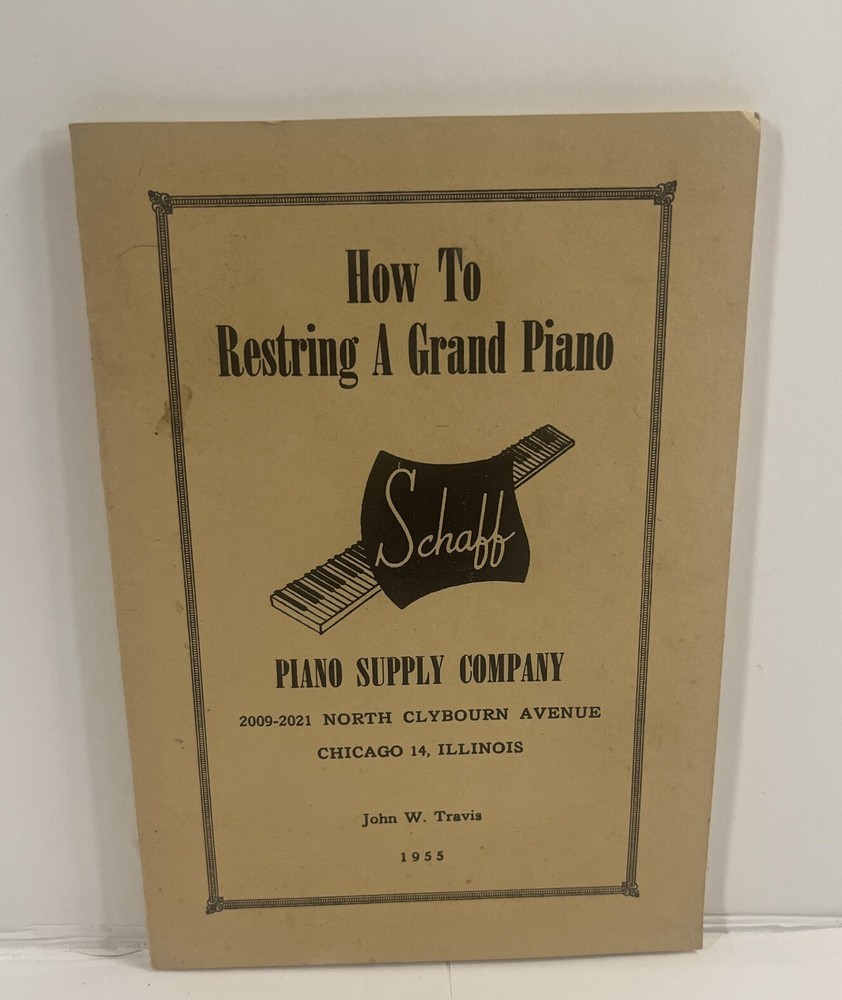 How To
Restring A Grand Piano
Schaff
PIANO SUPPLY COMPANY
2009-2021 NORTH CLYBOURN AVENUE
CHICAGO 14, ILLINOIS
John W. Travis
1955